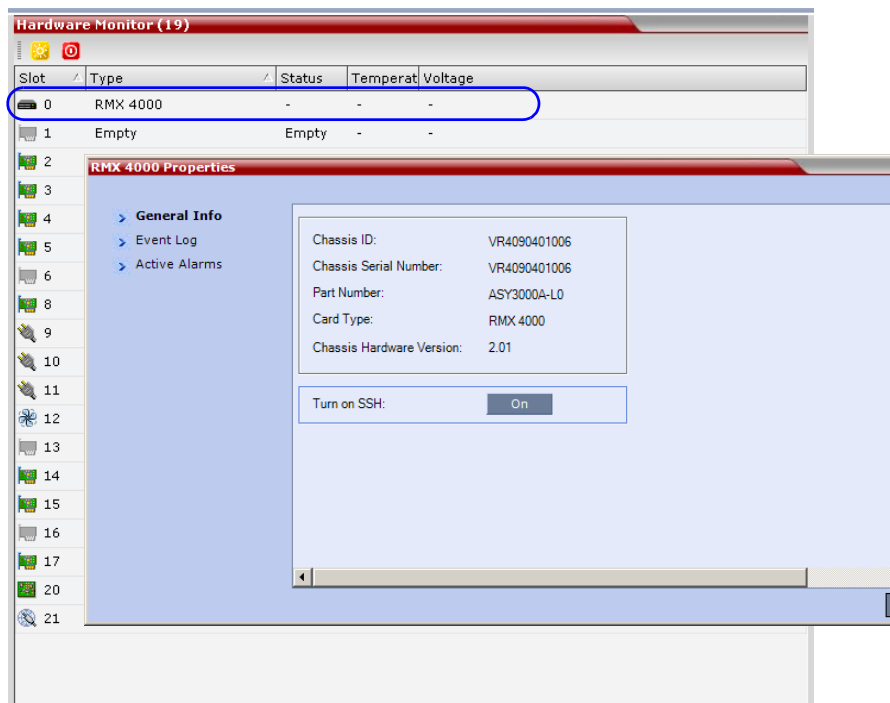 Hardware Monitor (19)
Slot Type Status Temperat Voltage
0 RMX 4000 - - -
1 Empty Empty - -
2
RMX 4000 Properties
3
4
5
6
8
9
10
11
12
13
14
15
16
17
20
21
General Info
Event Log
Active Alarms
Chassis ID: VR4090401006
Chassis Serial Number: VR4090401006
Part Number: ASY3000A-L0
Card Type: RMX 4000
Chassis Hardware Version: 2.01
Turn on SSH: On